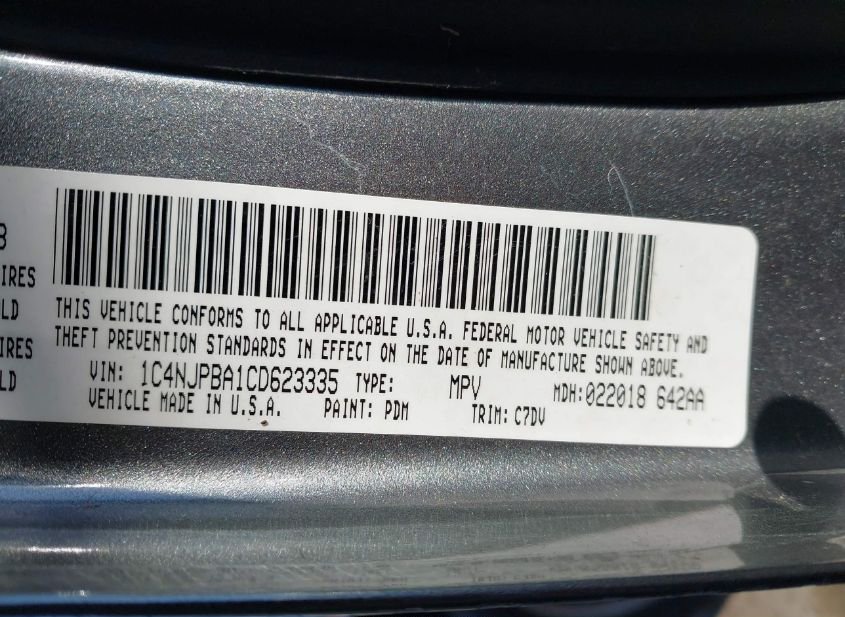 3
IRES
LD
IRES
LD
THIS VEHICLE CONFORMS TO ALL APPLICABLE U.S.A. FEDERAL MOTOR VEHICLE SAFETY AND
THEFT PREVENTION STANDARDS IN EFFECT ON THE DATE OF MANUFACTURE SHOWN ABOVE.
VIN: 1C4NJPBA1CD623335 TYPE: MPV MDH:022018 642AA
VEHICLE MADE IN U.S.A. PAINT: PDM TRIM: C7DV